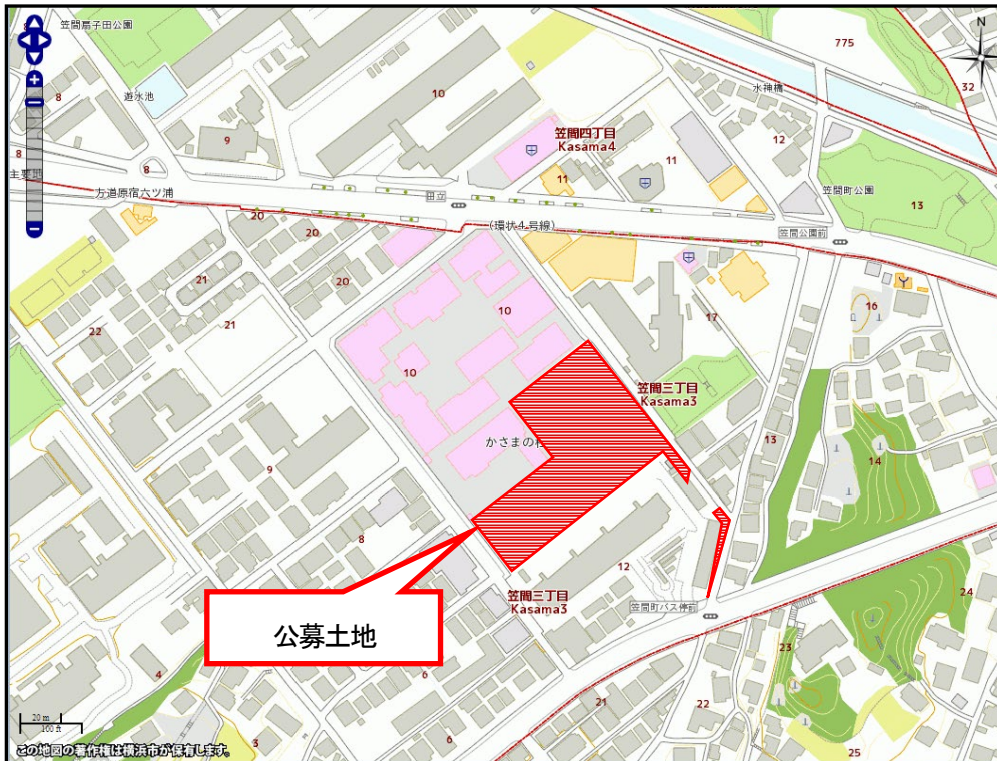 笠間扇子田公園
遊水池
775
32
水神橋
8
10
笠間四丁目
Kasama4
12
9
11
8
8
11
笠間町公園
主要地
方道原宿六ツ浦
田立
13
20
(環状4号線)
笠間公園前
20
21
20
16
21
10
17
22
10
笠間三丁目
Kasama3
かさまの杜
13
14
9
8
12
笠間三丁目
Kasama3
笠間町バス停前
24
公募土地
23
4
6
21
22
20 m
100 ft
3
6
25
この地図の著作権は横浜市が保有します。
N